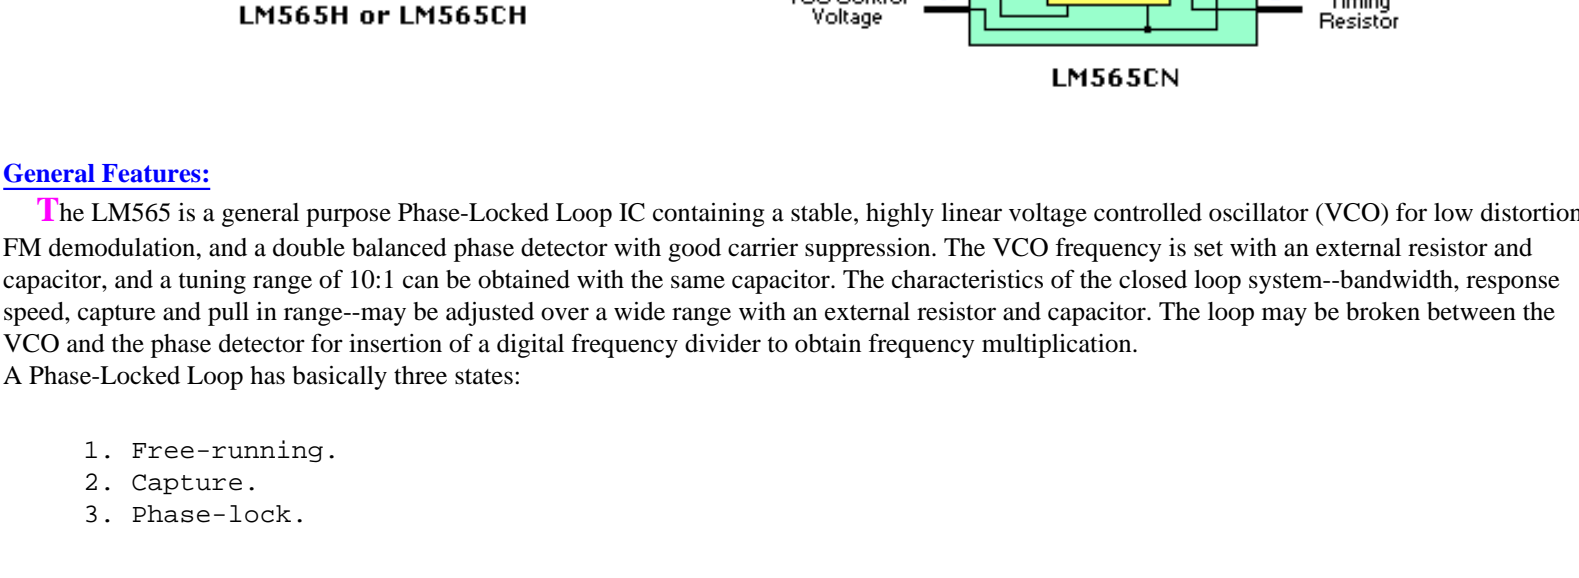 LM565H or LM565CH
Voltage
Timing
Resistor
LM565CN
General Features:
The LM565 is a general purpose Phase-Locked Loop IC containing a stable, highly linear voltage controlled oscillator (VCO) for low distortion
FM demodulation, and a double balanced phase detector with good carrier suppression. The VCO frequency is set with an external resistor and
capacitor, and a tuning range of 10:1 can be obtained with the same capacitor. The characteristics of the closed loop system--bandwidth, response
speed, capture and pull in range--may be adjusted over a wide range with an external resistor and capacitor. The loop may be broken between the
VCO and the phase detector for insertion of a digital frequency divider to obtain frequency multiplication.
A Phase-Locked Loop has basically three states:
1. Free-running.
2. Capture.
3. Phase-lock.